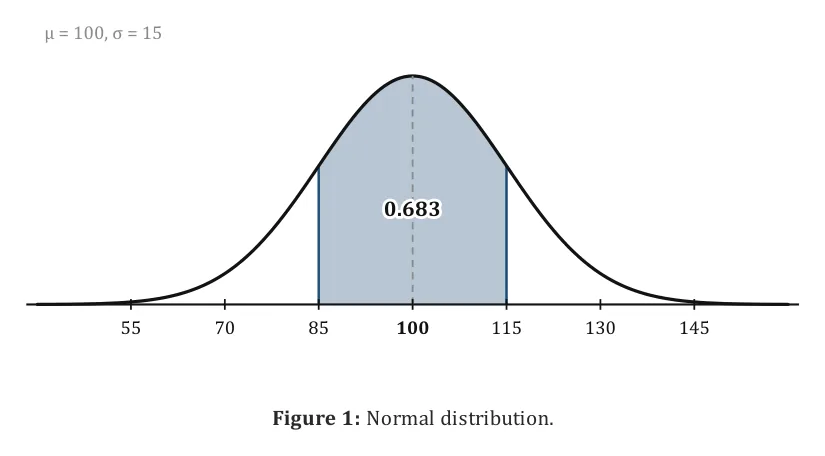 μ = 100, σ = 15
0.683
55 70 85 100 115 130 145
Figure 1: Normal distribution.